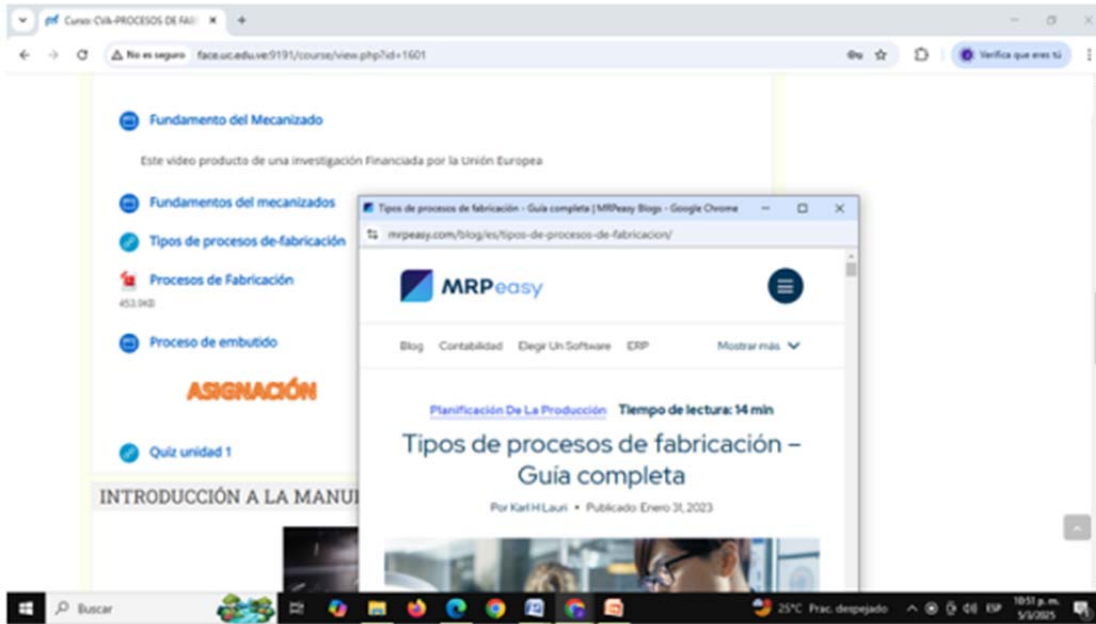 Curso: CVA-PROCESOS DE FAB
No es seguro face.uc.edu.ve:9191/course/view.php?id=1601
Verifica que eres tú
Fundamento del Mecanizado
Este video producto de una investigación Financiada por la Unión Europea
Fundamentos del mecanizados
Tipos de procesos de-fabricación
Procesos de Fabricación
453.9KB
Proceso de embutido
ASIGNACIÓN
Quiz unidad 1
INTRODUCCIÓN A LA MANU
Tipos de procesos de fabricación - Guía completa | MRPeasy Blogs - Google Chrome
mrpeasy.com/blog/es/tipos-de-procesos-de-fabricacion/
MRPeasy
Blog Contabilidad Elegir Un Software ERP Mostrar más
Planificación De La Producción Tiempo de lectura: 14 min
Tipos de procesos de fabricación –
Guía completa
Por Karl H Lauri • Publicado: Enero 31, 2023
Buscar
25°C Prac. despejado
ESP
10:51 p. m.
5/3/2025